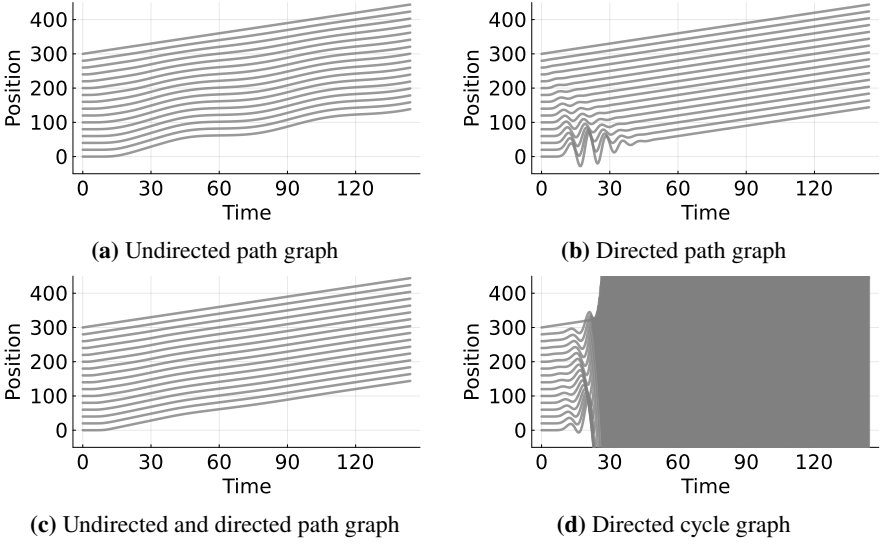 400
300
200
100
0
Position
0 30 60 90 120
Time
(a) Undirected path graph
400
300
200
100
0
Position
0 30 60 90 120
Time
(b) Directed path graph
400
300
200
100
0
Position
0 30 60 90 120
Time
(c) Undirected and directed path graph
400
300
200
100
0
Position
0 30 60 90 120
Time
(d) Directed cycle graph